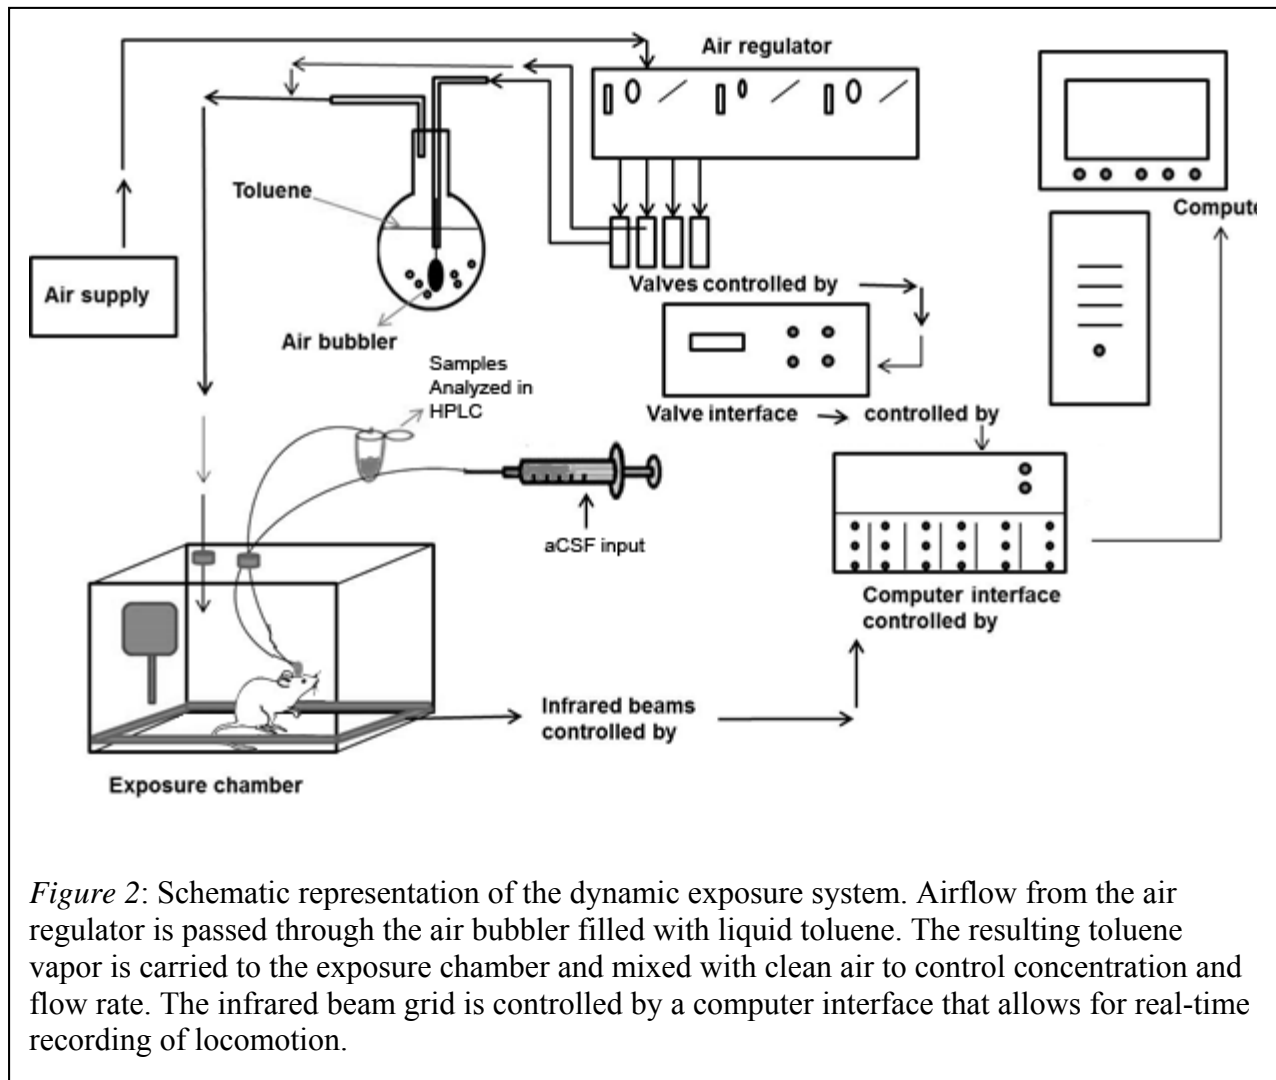 Air regulator
Toluene
Compute
Air supply
Valves controlled by
Air bubbler
Samples
Analyzed in
HPLC
Valve interface
controlled by
aCSF input
Computer interface
controlled by
Infrared beams
controlled by
Exposure chamber
Figure 2: Schematic representation of the dynamic exposure system. Airflow from the air
regulator is passed through the air bubbler filled with liquid toluene. The resulting toluene
vapor is carried to the exposure chamber and mixed with clean air to control concentration and
flow rate. The infrared beam grid is controlled by a computer interface that allows for real-time
recording of locomotion.